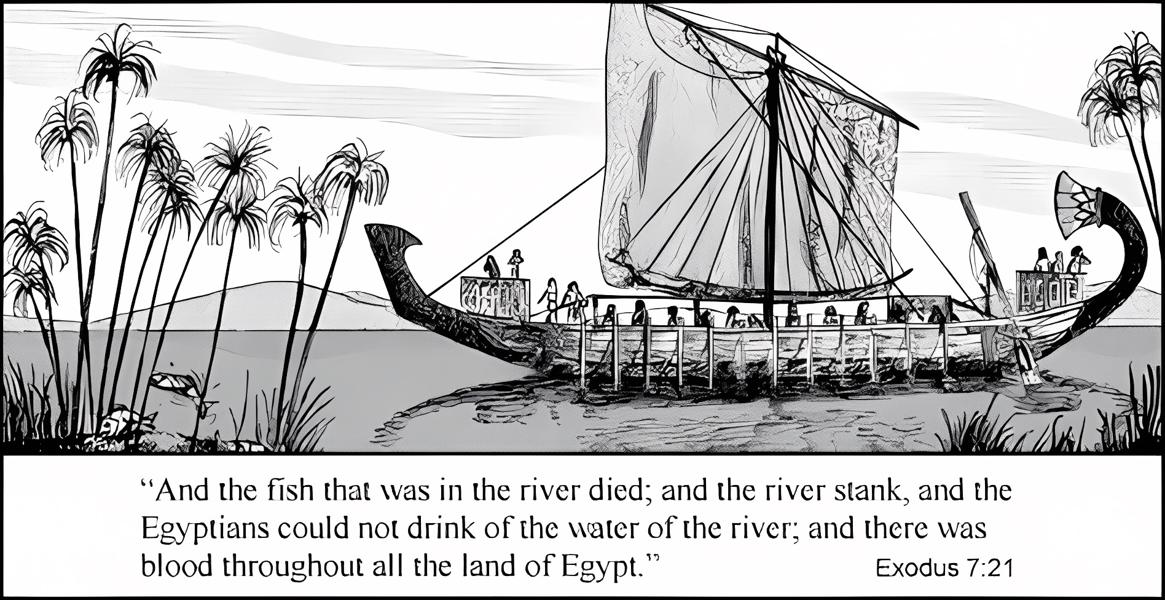 “And the fish that was in the river died; and the river stank, and the
Egyptians could not drink of the water of the river; and there was
blood throughout all the land of Egypt.”
Exodus 7:21